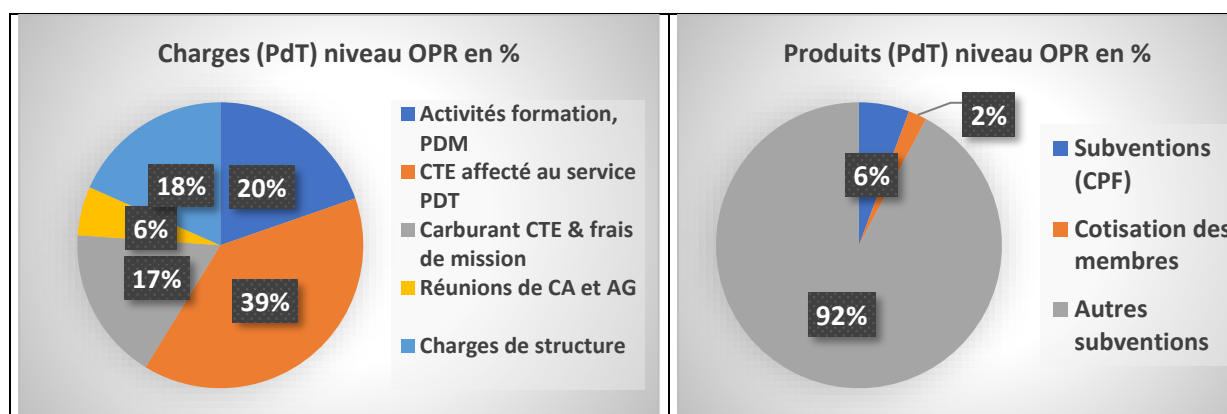 Charges (PdT) niveau OPR en %
20%
39%
17%
6%
18%
Activités formation,
PDM
CTE affecté au service
PDT
Carburant CTE & frais
de mission
Réunions de CA et AG
Charges de structure
Produits (PdT) niveau OPR en %
6%
2%
92%
Subventions
(CPF)
Cotisation des
membres
Autres
subventions